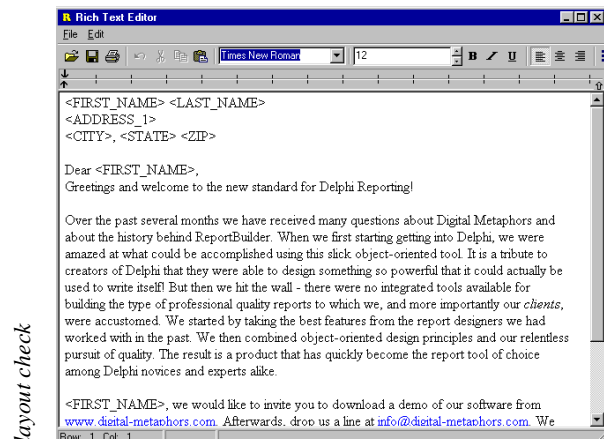 Rich Text Editor
File Edit
Times New Roman 12 B I U
<FIRST_NAME> <LAST_NAME>
<ADDRESS_1>
<CITY>, <STATE> <ZIP>
Dear <FIRST_NAME>,
Greetings and welcome to the new standard for Delphi Reporting!
Over the past several months we have received many questions about Digital Metaphors and
about the history behind ReportBuilder. When we first starting getting into Delphi, we were
amazed at what could be accomplished using this slick object-oriented tool. It is a tribute to
creators of Delphi that they were able to design something so powerful that it could actually be
used to write itself! But then we hit the wall - there were no integrated tools available for
building the type of professional quality reports to which we, and more importantly our clients,
were accustomed. We started by taking the best features from the report designers we had
worked with in the past. We then combined object-oriented design principles and our relentless
pursuit of quality. The result is a product that has quickly become the report tool of choice
among Delphi novices and experts alike.
<FIRST_NAME>, we would like to invite you to download a demo of our software from
www.digital-metaphors.com. Afterwards, drop us a line at info@digital-metaphors.com. We
Row: 1 Col: 1
layout check